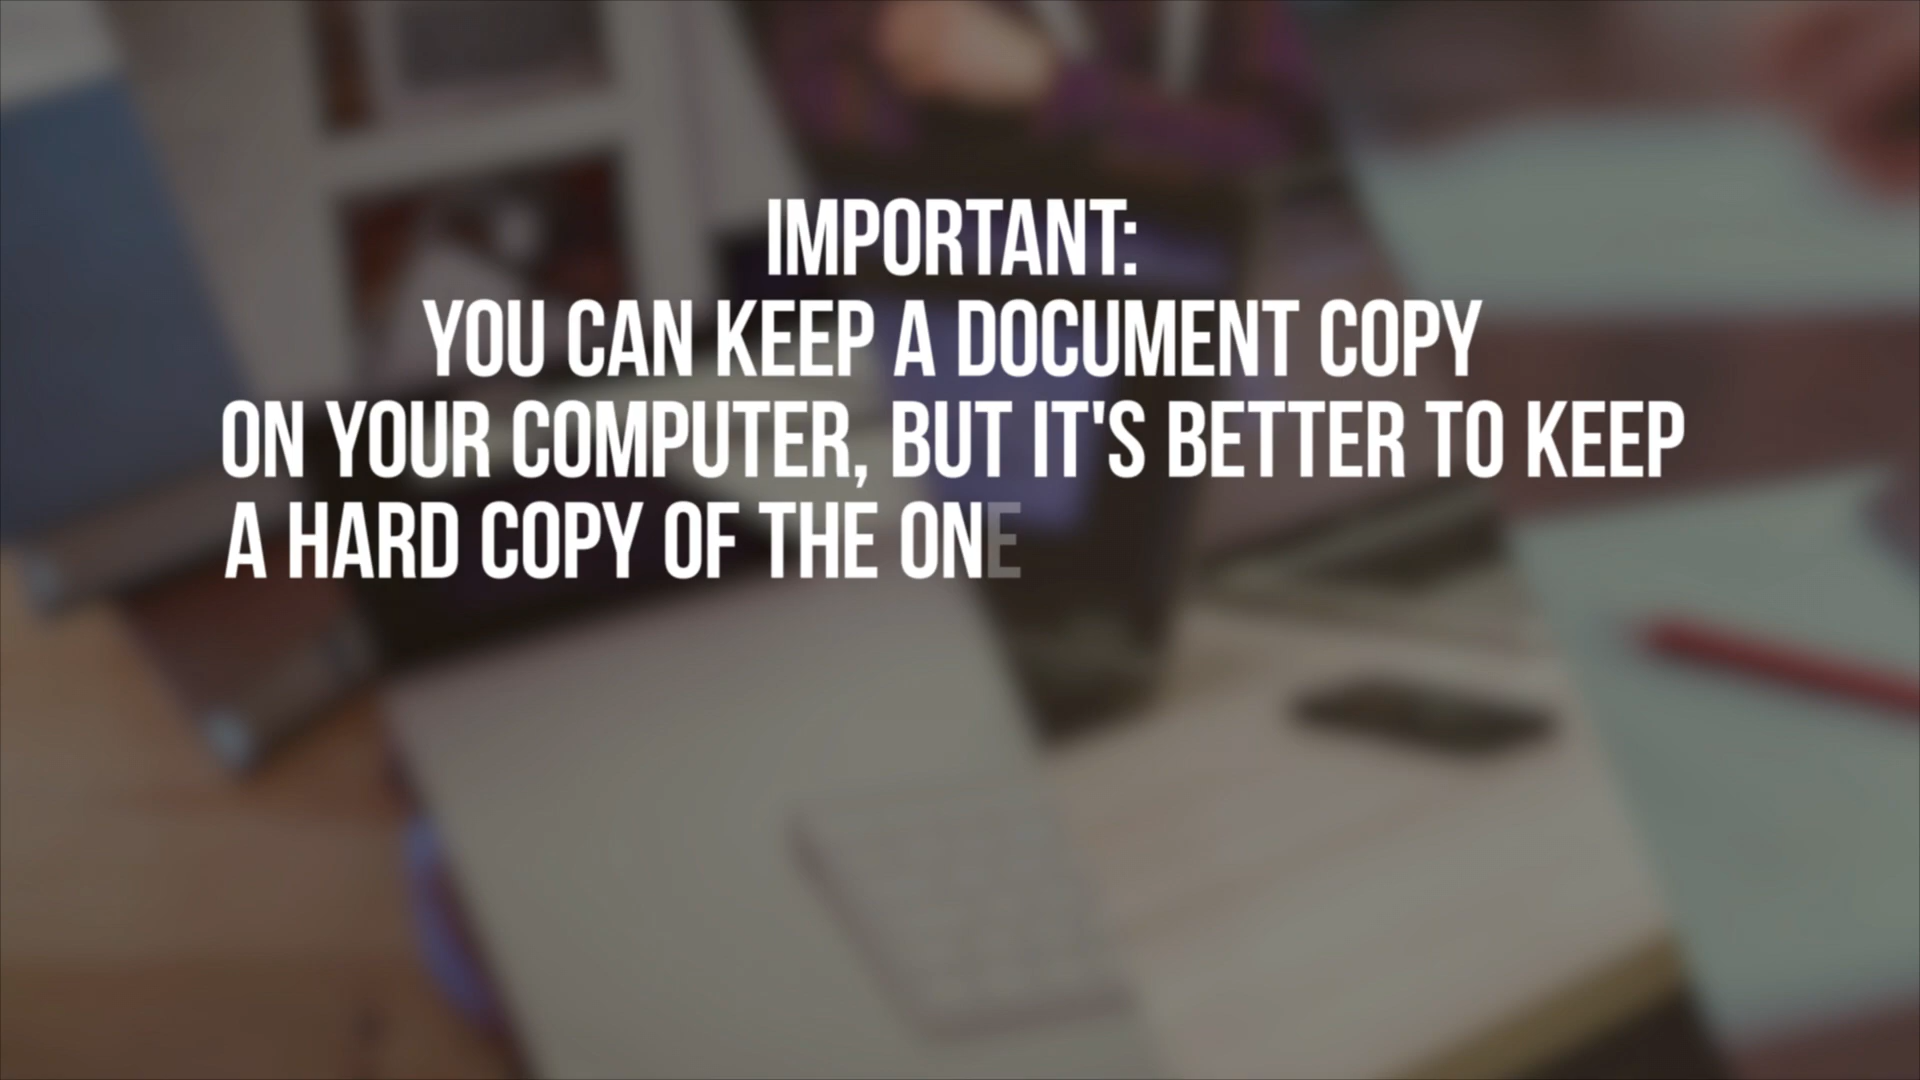 IMPORTANT:
YOU CAN KEEP A DOCUMENT COPY
ON YOUR COMPUTER, BUT IT'S BETTER TO KEEP
A HARD COPY OF THE ONE